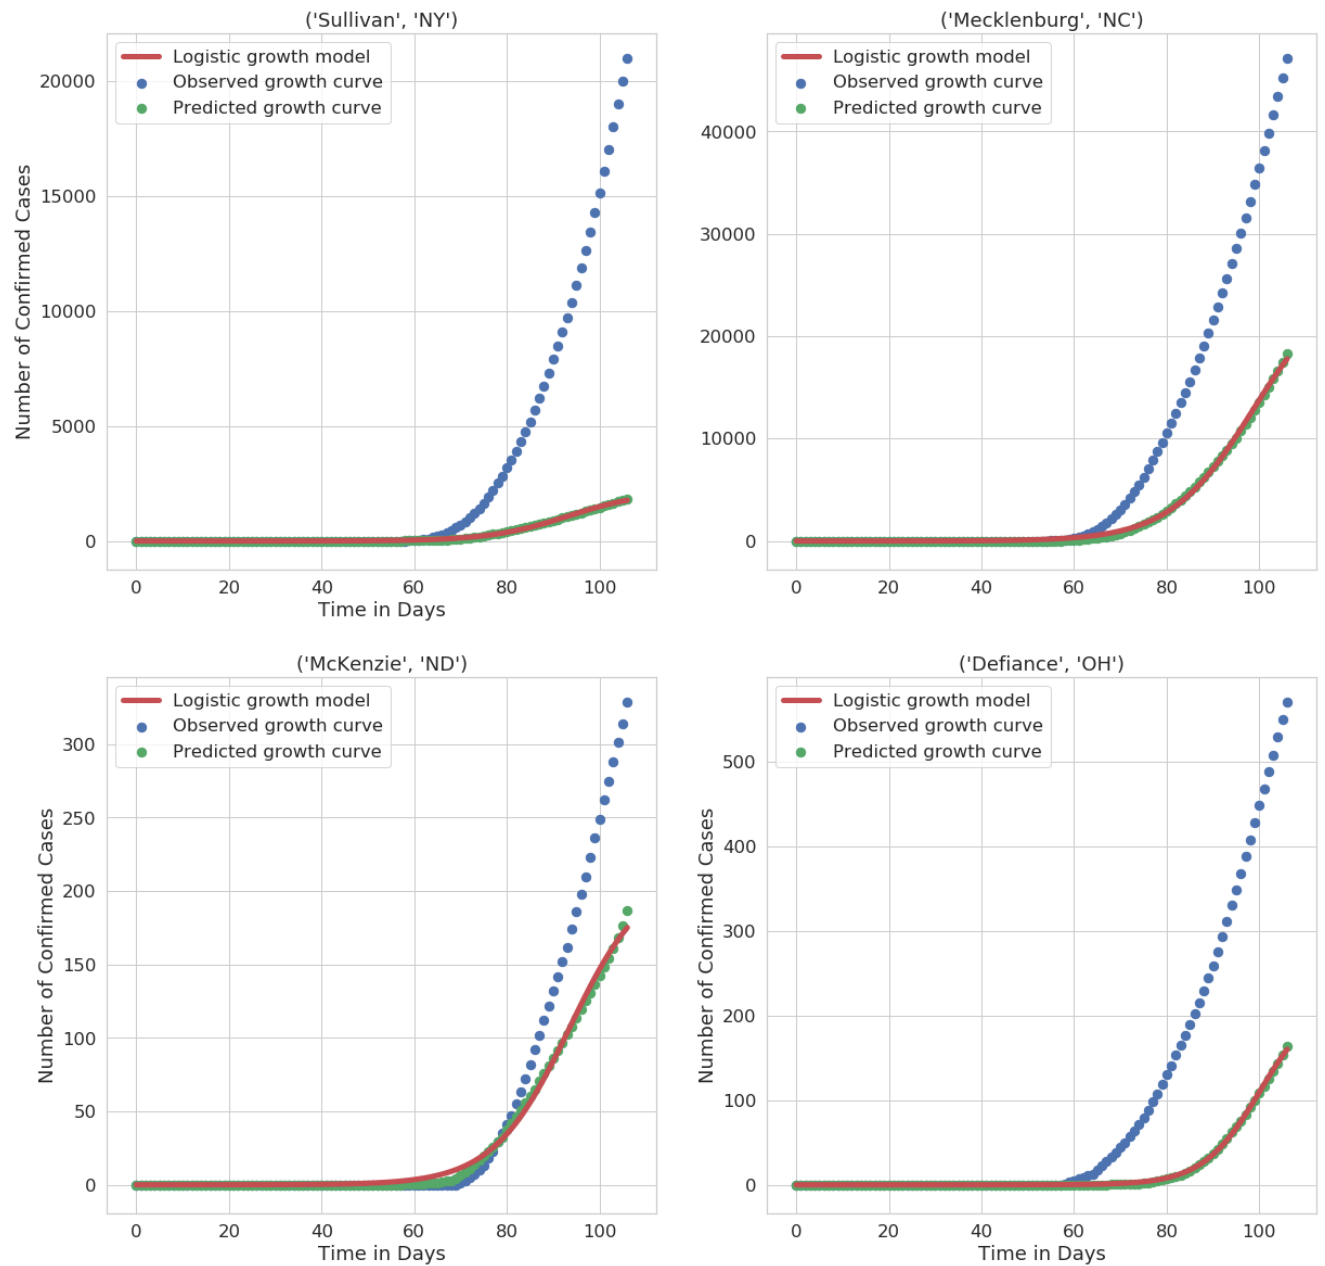 ('Sullivan', 'NY')
Logistic growth model
Observed growth curve
Predicted growth curve
20000
15000
10000
5000
0
Number of Confirmed Cases
0 20 40 60 80 100
Time in Days
('Mecklenburg', 'NC')
Logistic growth model
Observed growth curve
Predicted growth curve
40000
30000
20000
10000
0
0 20 40 60 80 100
('McKenzie', 'ND')
Logistic growth model
Observed growth curve
Predicted growth curve
300
250
200
150
100
50
0
Number of Confirmed Cases
0 20 40 60 80 100
Time in Days
('Defiance', 'OH')
Logistic growth model
Observed growth curve
Predicted growth curve
500
400
300
200
100
0
Number of Confirmed Cases
0 20 40 60 80 100
Time in Days